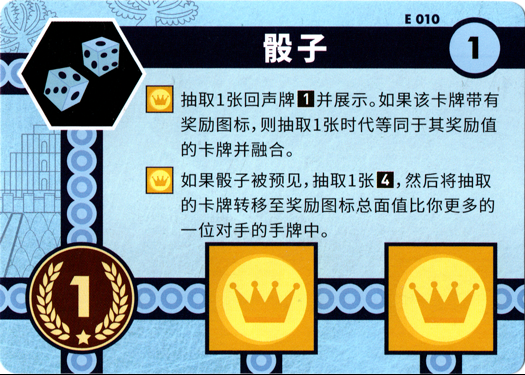 E 010
骰子
1
抽取1张回声牌1并展示。如果该卡牌带有
奖励图标，则抽取1张时代等同于其奖励值
的卡牌并融合。
如果骰子被预见，抽取1张4，然后将抽取
的卡牌转移至奖励图标总面值比你更多的
一位对手的手牌中。
1